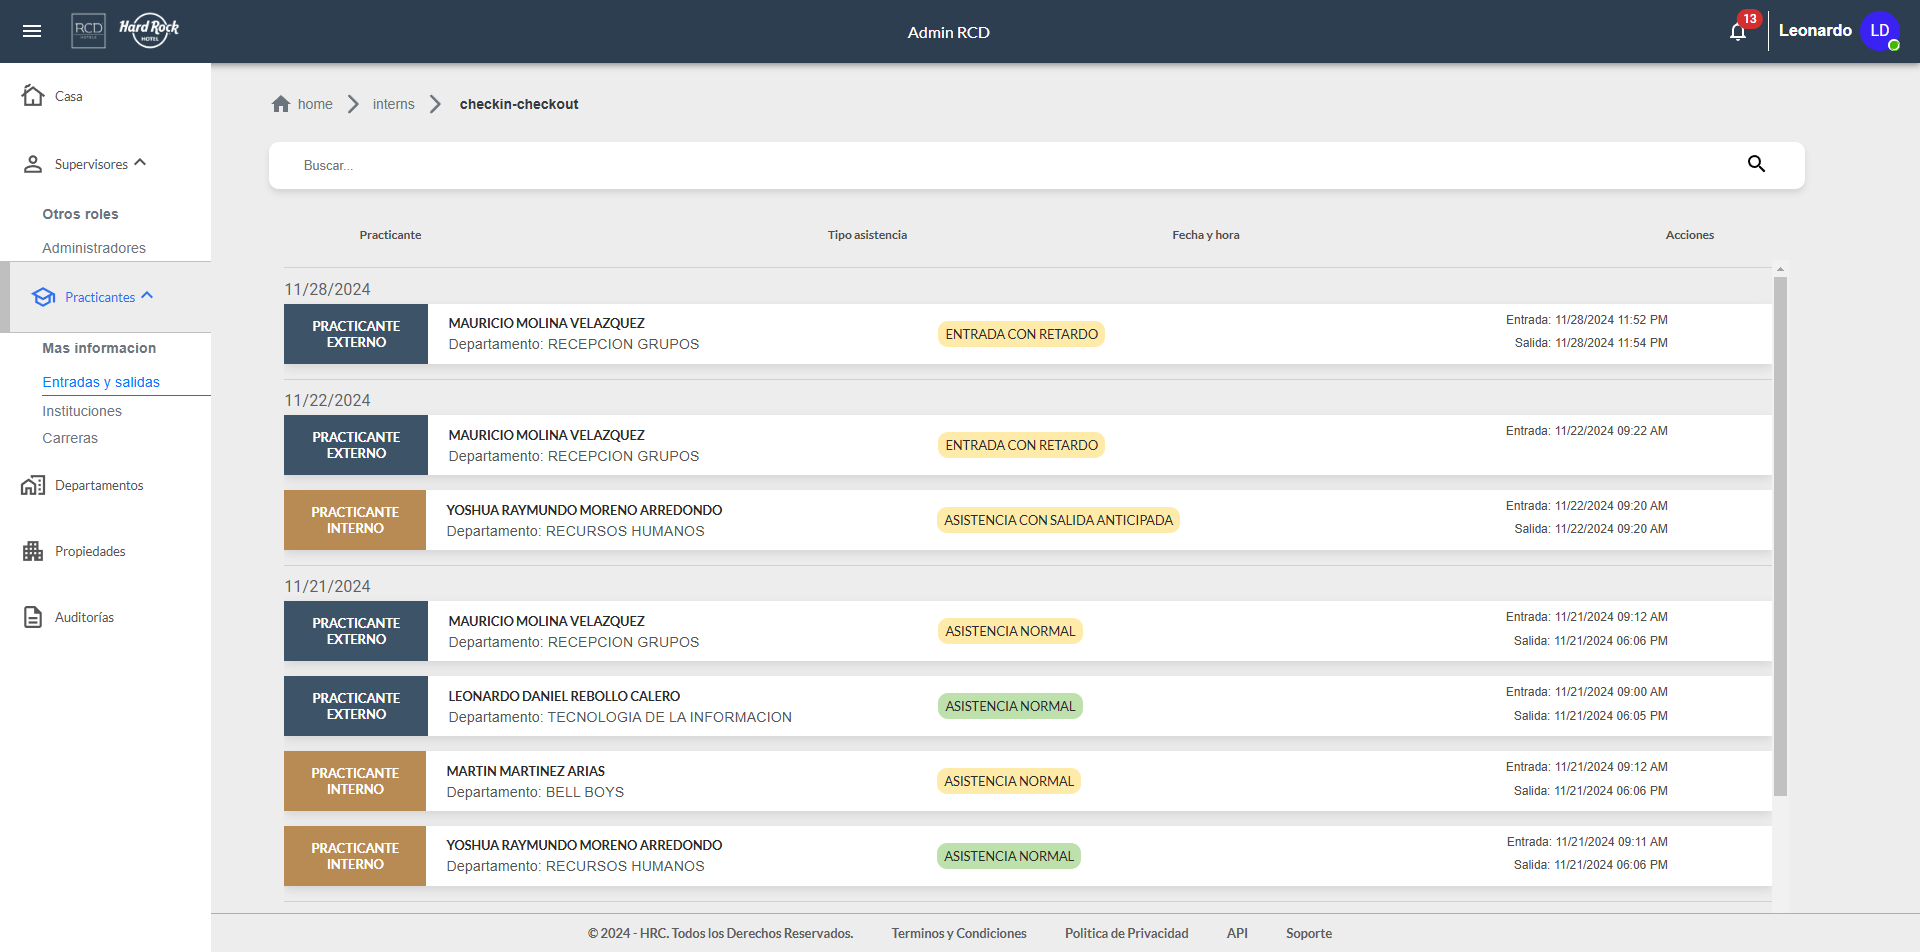 RCD
HOTELS
Hard Rock
HOTEL
Admin RCD
13
Leonardo
LD
Casa
Supervisores
Otros roles
Administradores
Practicantes
Mas informacion
Entradas y salidas
Instituciones
Carreras
Departamentos
Propiedades
Auditorías
home
interns
checkin-checkout
Buscar...
Practicante
Tipo asistencia
Fecha y hora
Acciones
11/28/2024
PRACTICANTE
EXTERNO
MAURICIO MOLINA VELAZQUEZ
Departamento: RECEPCION GRUPOS
ENTRADA CON RETARDO
Entrada: 11/28/2024 11:52 PM
Salida: 11/28/2024 11:54 PM
11/22/2024
PRACTICANTE
EXTERNO
MAURICIO MOLINA VELAZQUEZ
Departamento: RECEPCION GRUPOS
ENTRADA CON RETARDO
Entrada: 11/22/2024 09:22 AM
PRACTICANTE
INTERNO
YOSHUA RAYMUNDO MORENO ARREDONDO
Departamento: RECURSOS HUMANOS
ASISTENCIA CON SALIDA ANTICIPADA
Entrada: 11/22/2024 09:20 AM
Salida: 11/22/2024 09:20 AM
11/21/2024
PRACTICANTE
EXTERNO
MAURICIO MOLINA VELAZQUEZ
Departamento: RECEPCION GRUPOS
ASISTENCIA NORMAL
Entrada: 11/21/2024 09:12 AM
Salida: 11/21/2024 06:06 PM
PRACTICANTE
EXTERNO
LEONARDO DANIEL REBOLLO CALERO
Departamento: TECNOLOGIA DE LA INFORMACION
ASISTENCIA NORMAL
Entrada: 11/21/2024 09:00 AM
Salida: 11/21/2024 06:05 PM
PRACTICANTE
INTERNO
MARTIN MARTINEZ ARIAS
Departamento: BELL BOYS
ASISTENCIA NORMAL
Entrada: 11/21/2024 09:12 AM
Salida: 11/21/2024 06:06 PM
PRACTICANTE
INTERNO
YOSHUA RAYMUNDO MORENO ARREDONDO
Departamento: RECURSOS HUMANOS
ASISTENCIA NORMAL
Entrada: 11/21/2024 09:11 AM
Salida: 11/21/2024 06:06 PM
© 2024 - HRC. Todos los Derechos Reservados.
Terminos y Condiciones
Politica de Privacidad
API
Soporte